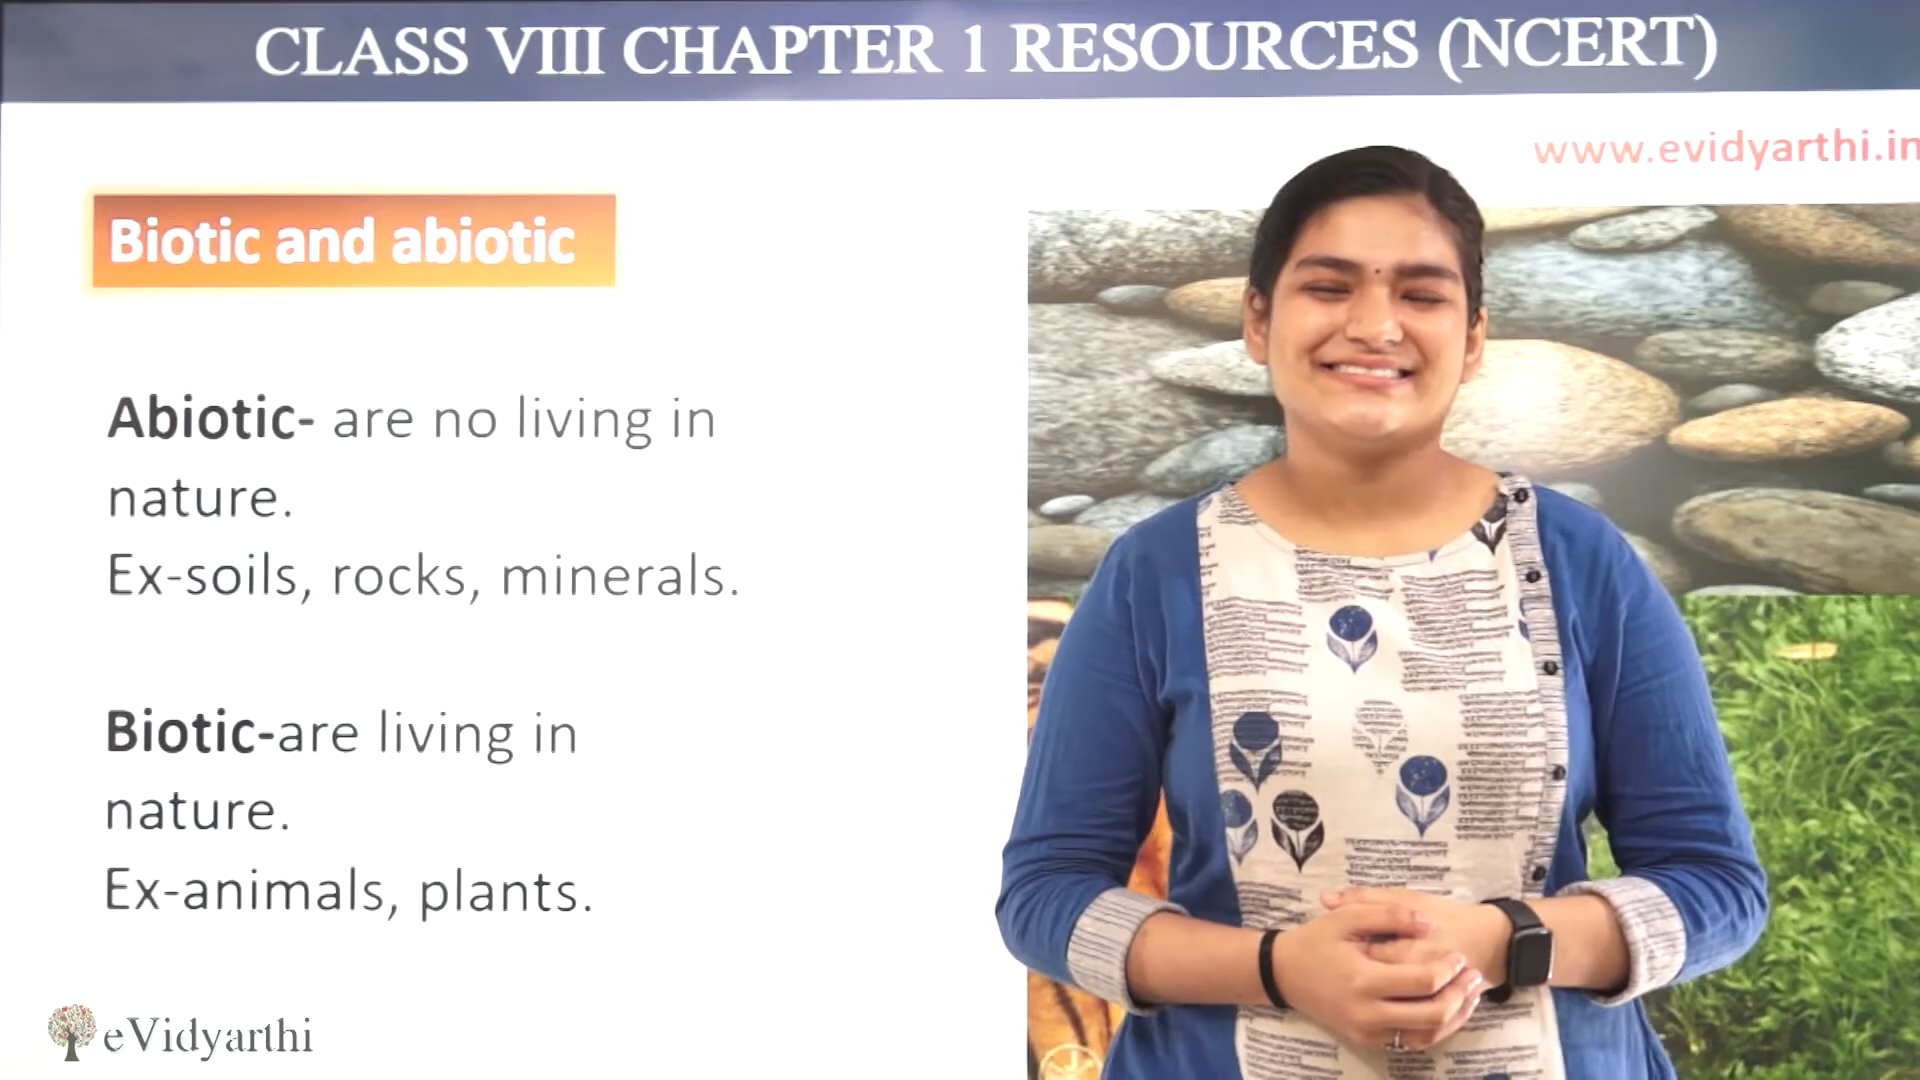 CLASS VIII CHAPTER 1 RESOURCES (NCERT)
www.evidyarthi.in
Biotic and abiotic
Abiotic- are no living in
nature.
Ex-soils, rocks, minerals.
Biotic-are living in
nature.
Ex-animals, plants.
eVidyarthi